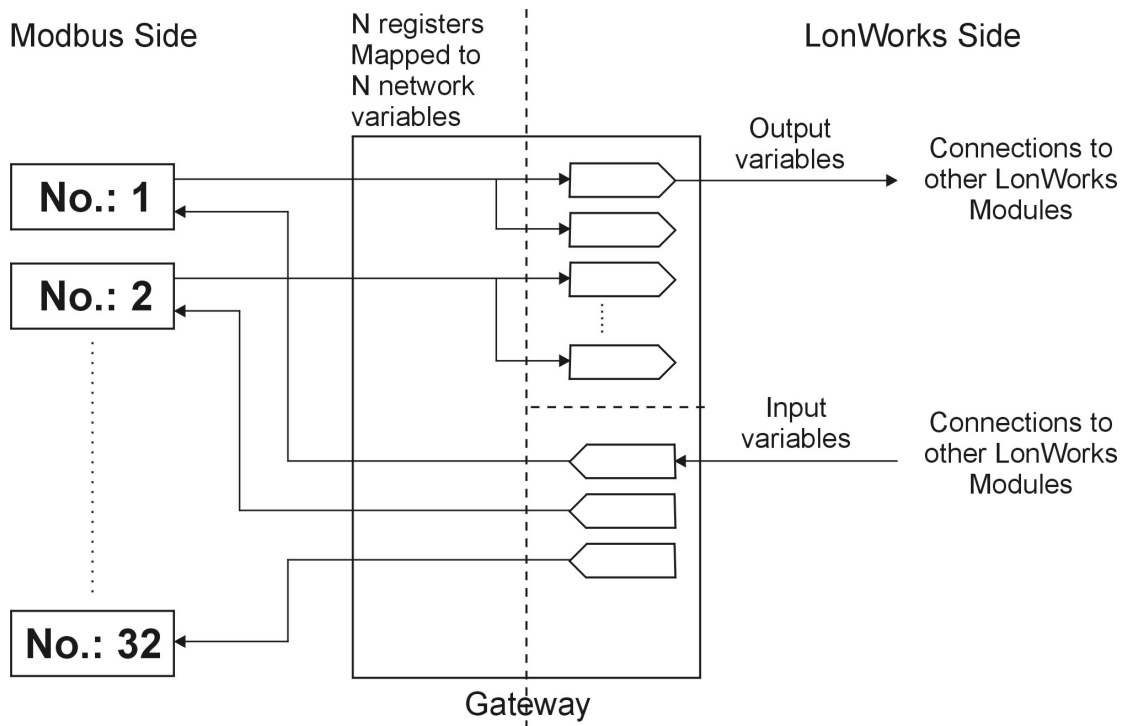 Modbus Side
N registers
Mapped to
N network
variables
LonWorks Side
No.: 1
No.: 2
No.: 32
Output
variables
Connections to
other LonWorks
Modules
Input
variables
Connections to
other LonWorks
Modules
Gateway